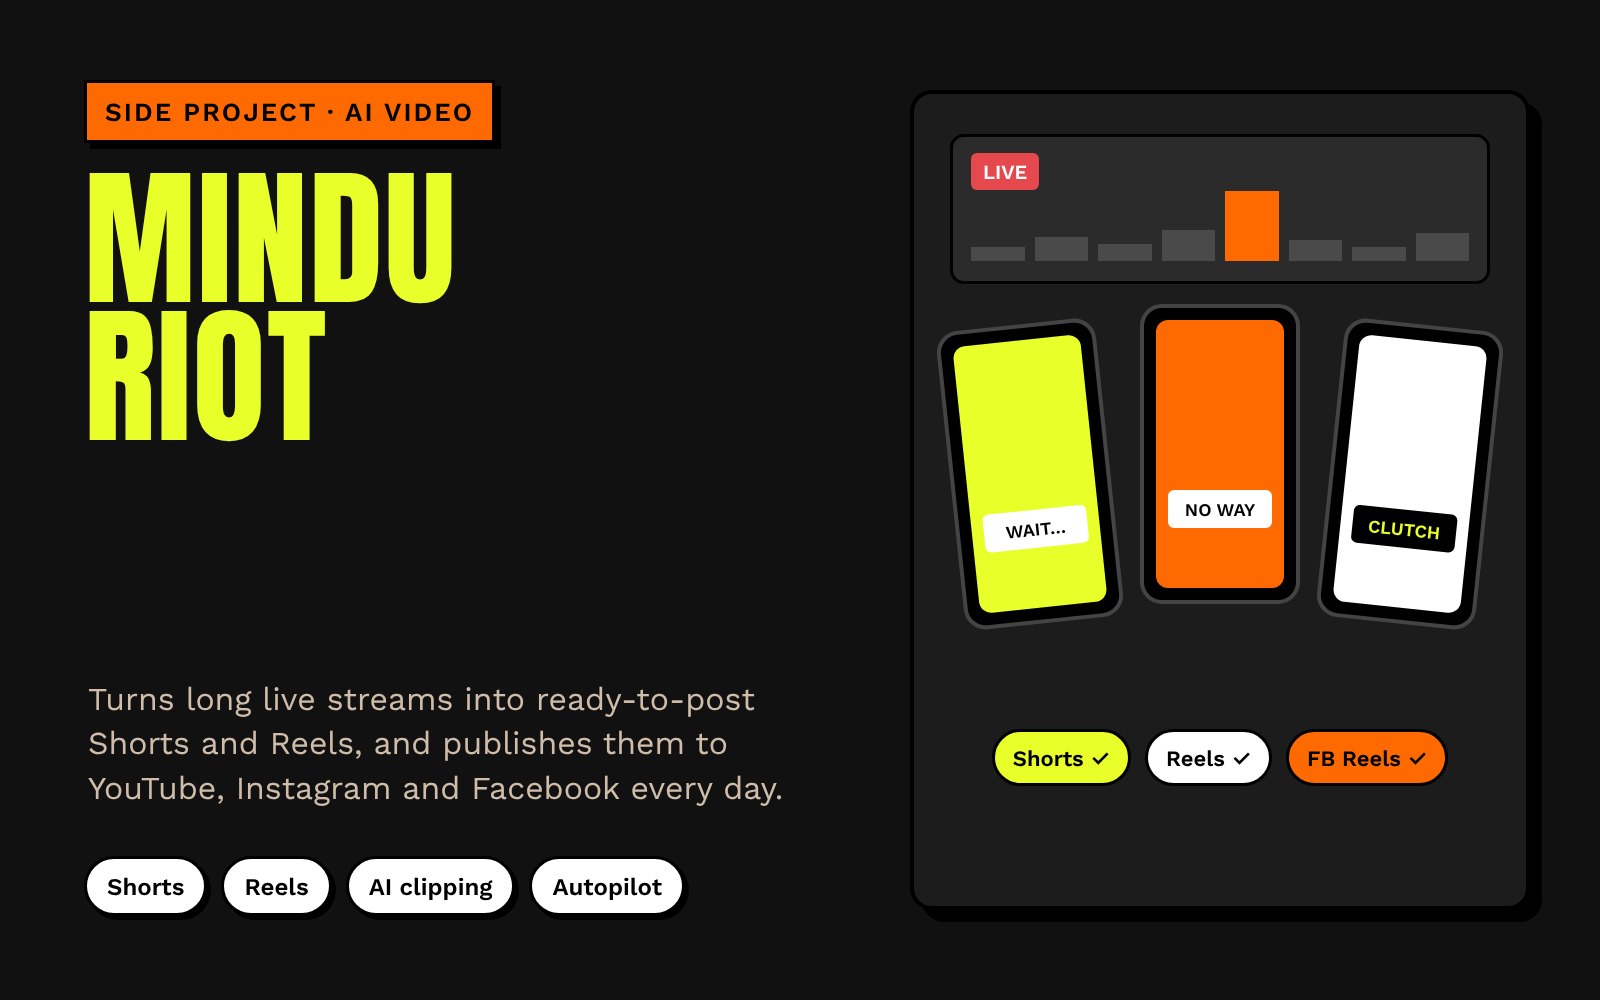 SIDE PROJECT · AI VIDEO
MINDU
RIOT
Turns long live streams into ready-to-post
Shorts and Reels, and publishes them to
YouTube, Instagram and Facebook every day.
Shorts
Reels
AI clipping
Autopilot
LIVE
WAIT...
NO WAY
CLUTCH
Shorts ✓
Reels ✓
FB Reels ✓